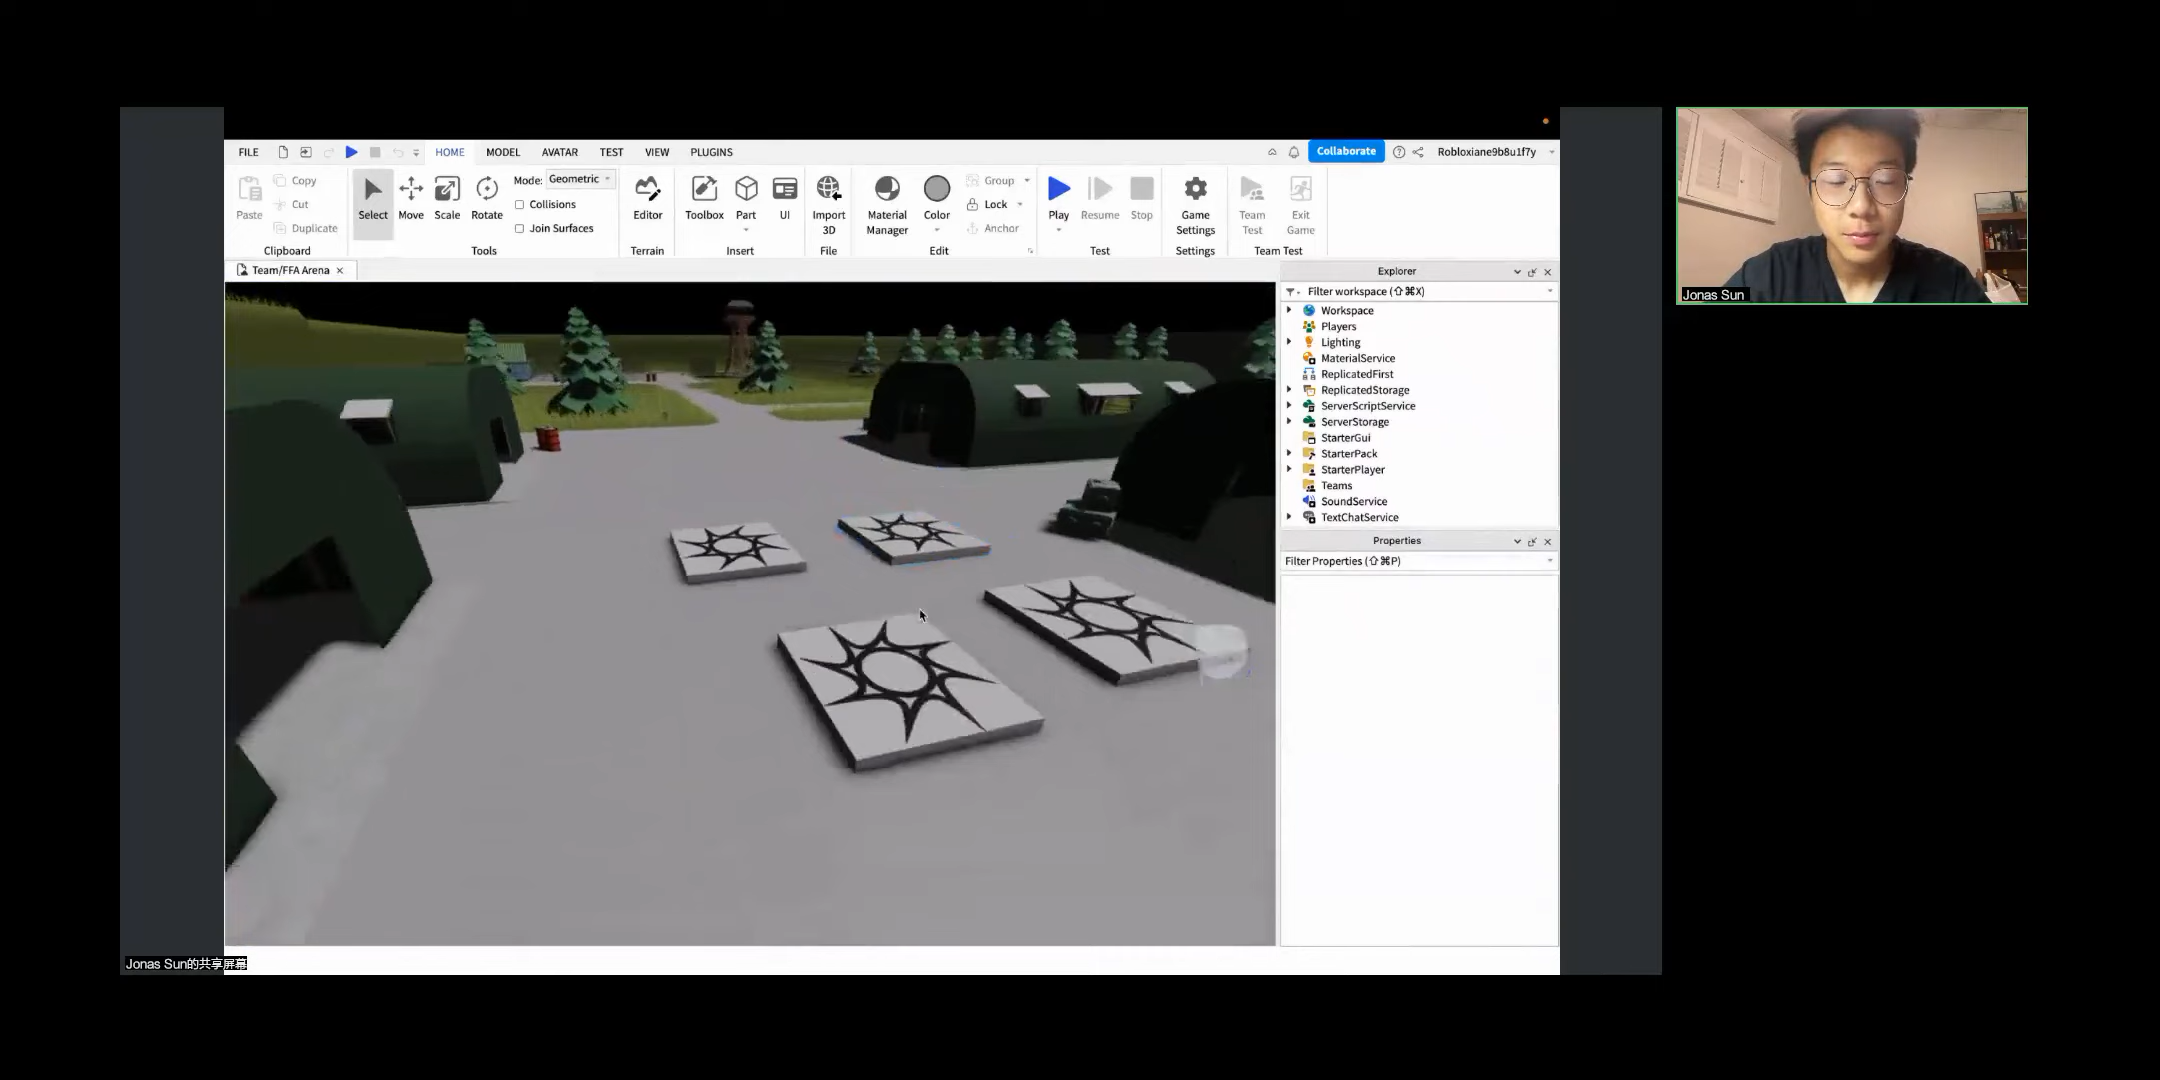 FILE
HOME
MODEL
AVATAR
TEST
VIEW
PLUGINS
Collaborate
Robloxiane9b8u1f7y
Paste
Copy
Cut
Duplicate
Clipboard
Select
Move
Scale
Rotate
Mode: Geometric
Collisions
Join Surfaces
Tools
Editor
Terrain
Toolbox
Part
UI
Insert
Import
3D
File
Material
Manager
Color
Group
Lock
Anchor
Edit
Play
Resume
Stop
Test
Game
Settings
Settings
Team
Test
Exit
Game
Team Test
Team/FFA Arena
Explorer
Filter workspace (⇧⌘X)
Workspace
Players
Lighting
MaterialService
ReplicatedFirst
ReplicatedStorage
ServerScriptService
ServerStorage
StarterGui
StarterPack
StarterPlayer
Teams
SoundService
TextChatService
Properties
Filter Properties (⇧⌘P)
Jonas Sun
Jonas Sun的共享屏幕